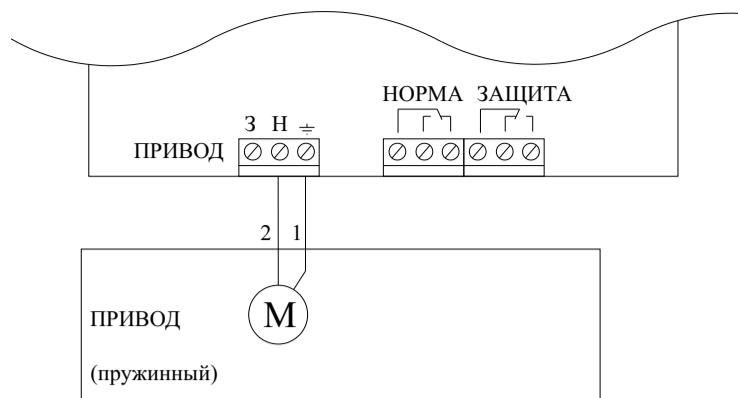 НОРМА ЗАЩИТА
З Н
ПРИВОД
2 1
М
ПРИВОД
(пружинный)